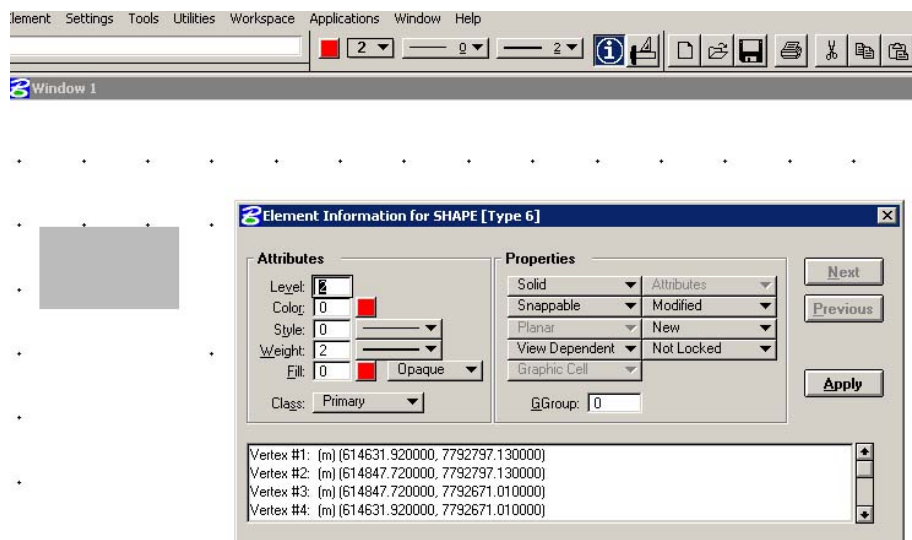 lement Settings Tools Utilities Workspace Applications Window Help
2 0 2
Window 1
Element Information for SHAPE [Type 6]
Attributes
Level: 2
Color: 0
Style: 0
Weight: 2
Fill: 0 Opaque
Class: Primary
Properties
Solid Attributes
Snappable Modified
Planar New
View Dependent Not Locked
Graphic Cell
GGroup: 0
Next
Previous
Apply
Vertex #1: (m) (614631.920000, 7792797.130000)
Vertex #2: (m) (614847.720000, 7792797.130000)
Vertex #3: (m) (614847.720000, 7792671.010000)
Vertex #4: (m) (614631.920000, 7792671.010000)